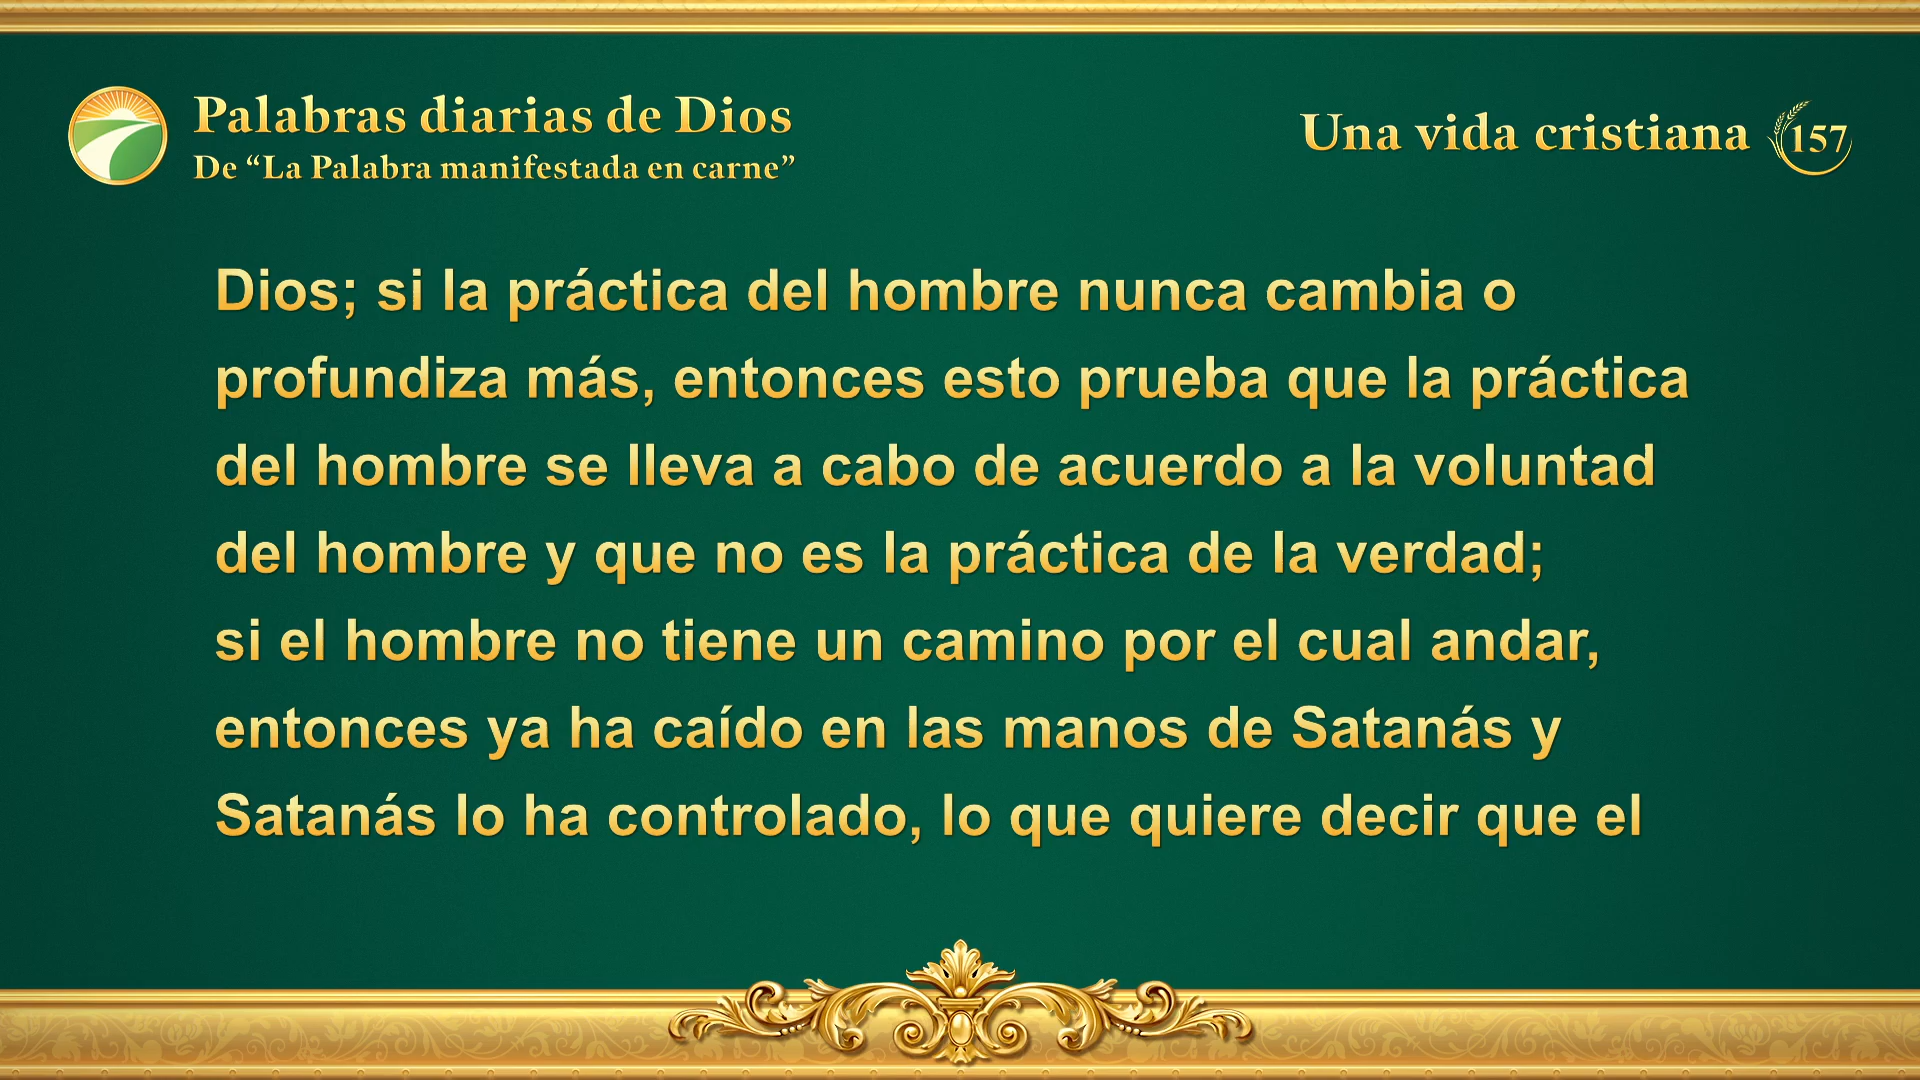 Palabras diarias de Dios
De “La Palabra manifestada en carne”
Una vida cristiana 157
Dios; si la práctica del hombre nunca cambia o
profundiza más, entonces esto prueba que la práctica
del hombre se lleva a cabo de acuerdo a la voluntad
del hombre y que no es la práctica de la verdad;
si el hombre no tiene un camino por el cual andar,
entonces ya ha caído en las manos de Satanás y
Satanás lo ha controlado, lo que quiere decir que el